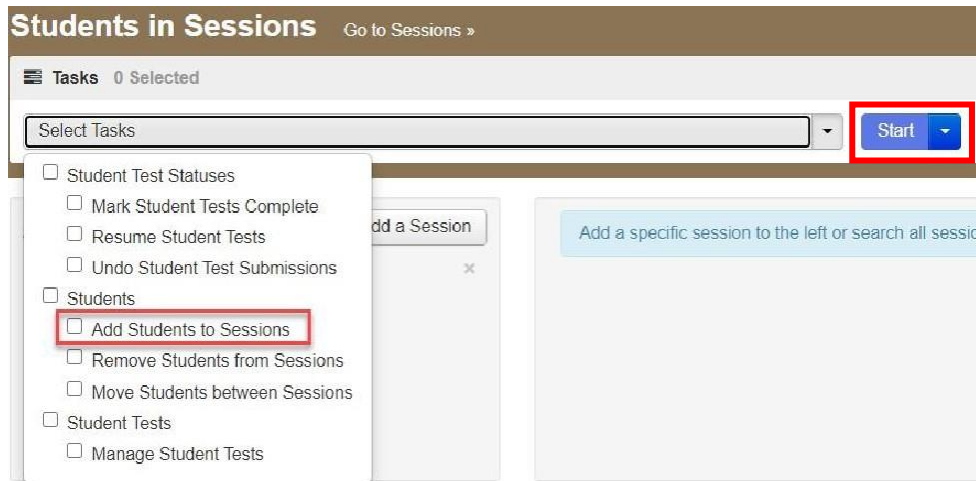 Students in Sessions Go to Sessions »
Tasks 0 Selected
Select Tasks Start
Student Test Statuses
Mark Student Tests Complete
Resume Student Tests
Undo Student Test Submissions
Students
Add Students to Sessions
Remove Students from Sessions
Move Students between Sessions
Student Tests
Manage Student Tests
dd a Session
Add a specific session to the left or search all sessio